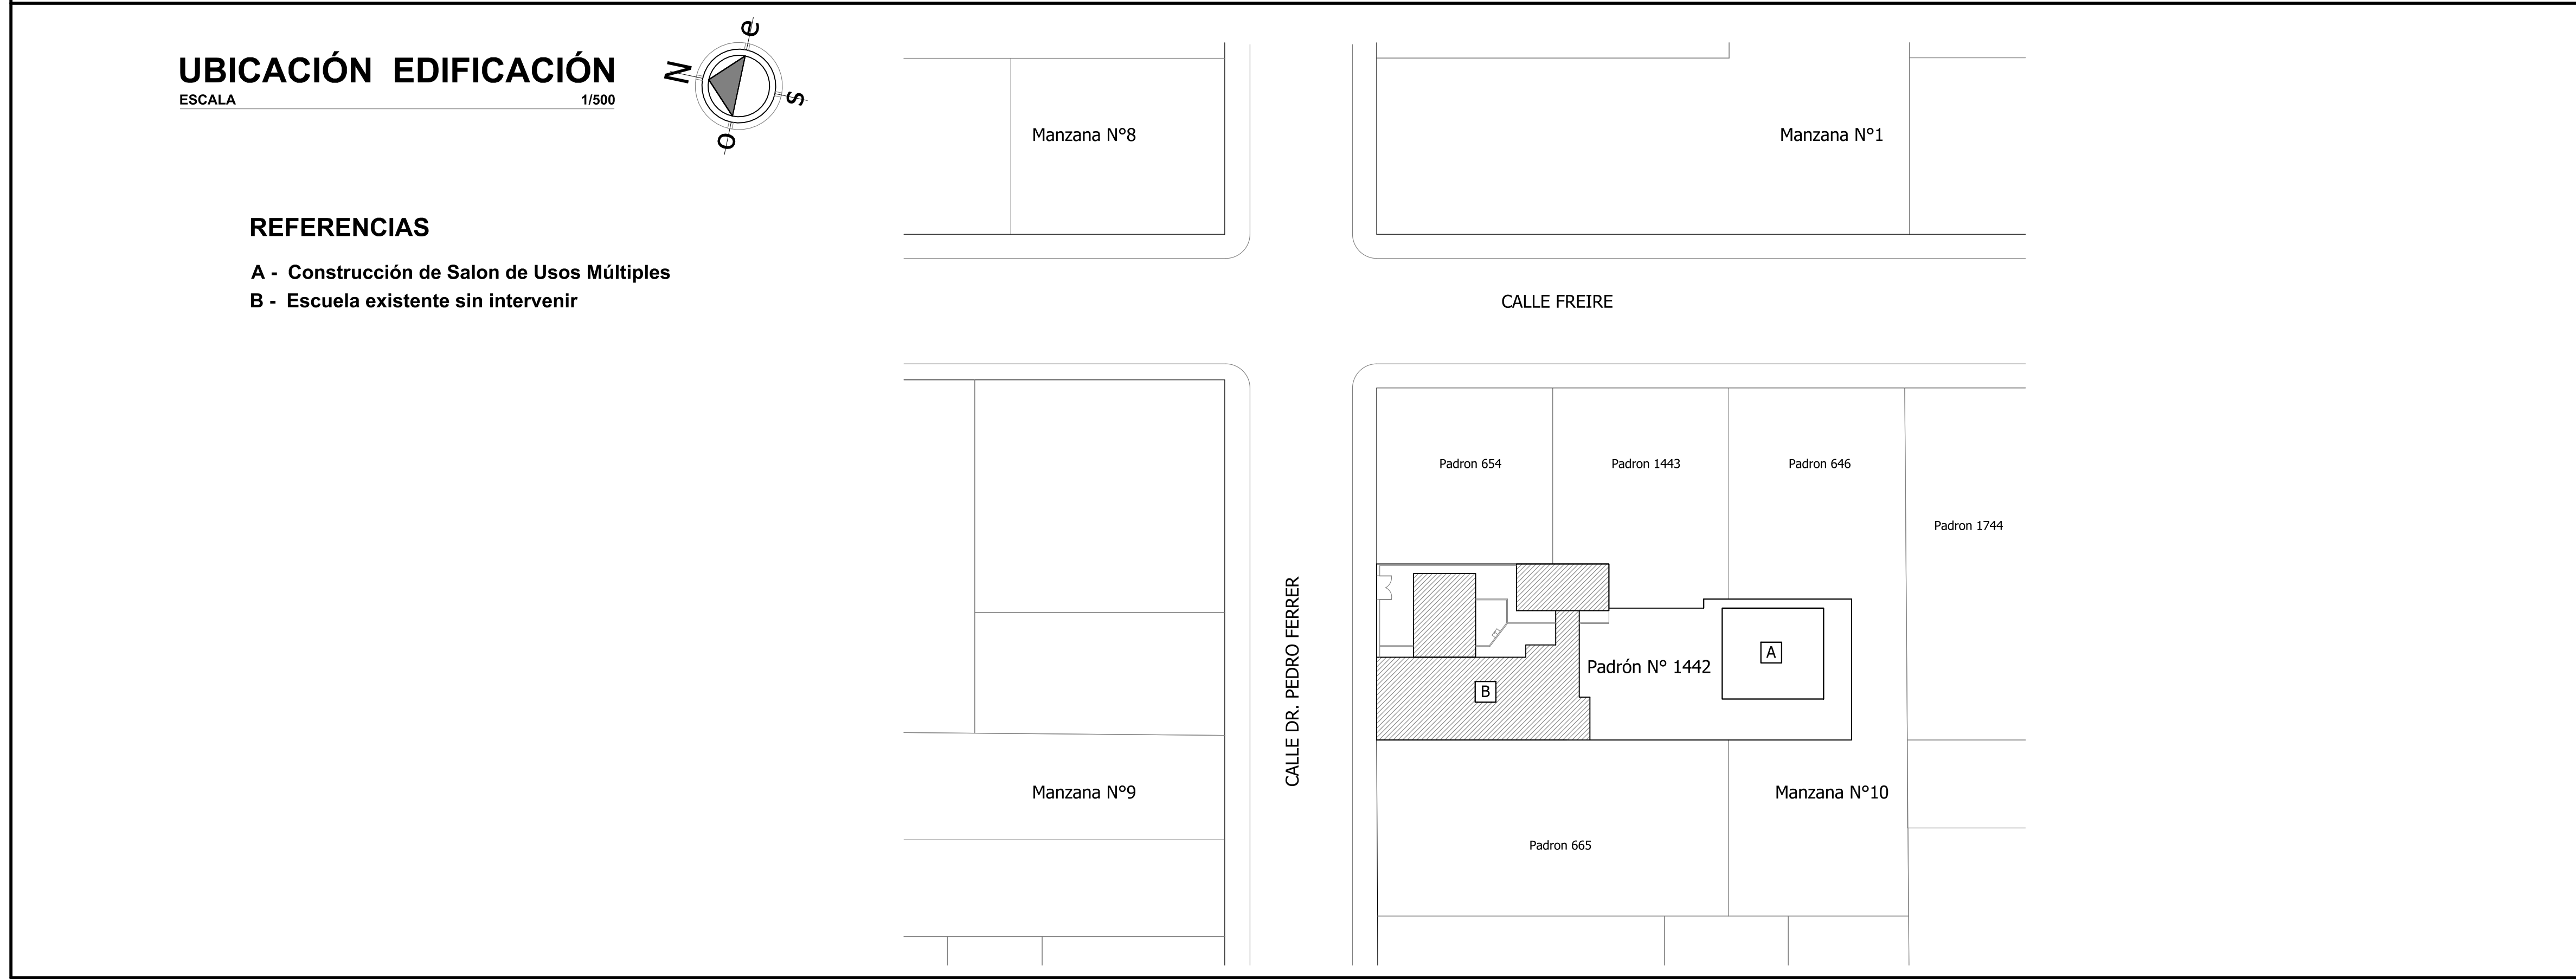 UBICACIÓN EDIFICACIÓN
ESCALA 1/500
N
e
s
o
REFERENCIAS
A - Construcción de Salon de Usos Múltiples
B - Escuela existente sin intervenir
Manzana N°8
Manzana N°1
CALLE FREIRE
Padron 654
Padron 1443
Padron 646
Padron 1744
CALLE DR. PEDRO FERRER
A
Padrón N° 1442
B
Manzana N°9
Manzana N°10
Padron 665